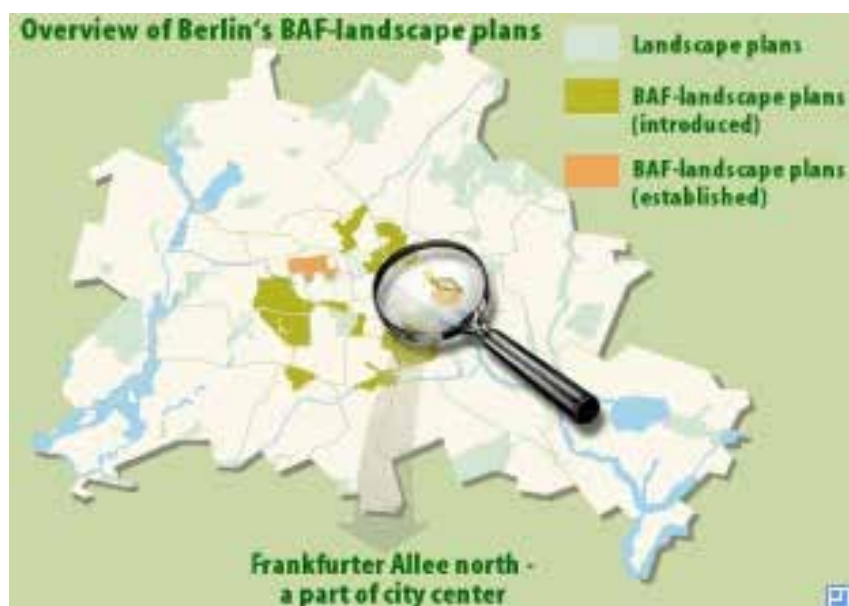 Overview of Berlin's BAF-landscape plans
Landscape plans
BAF-landscape plans
(introduced)
BAF-landscape plans
(established)
Frankfurter Allee north -
a part of city center